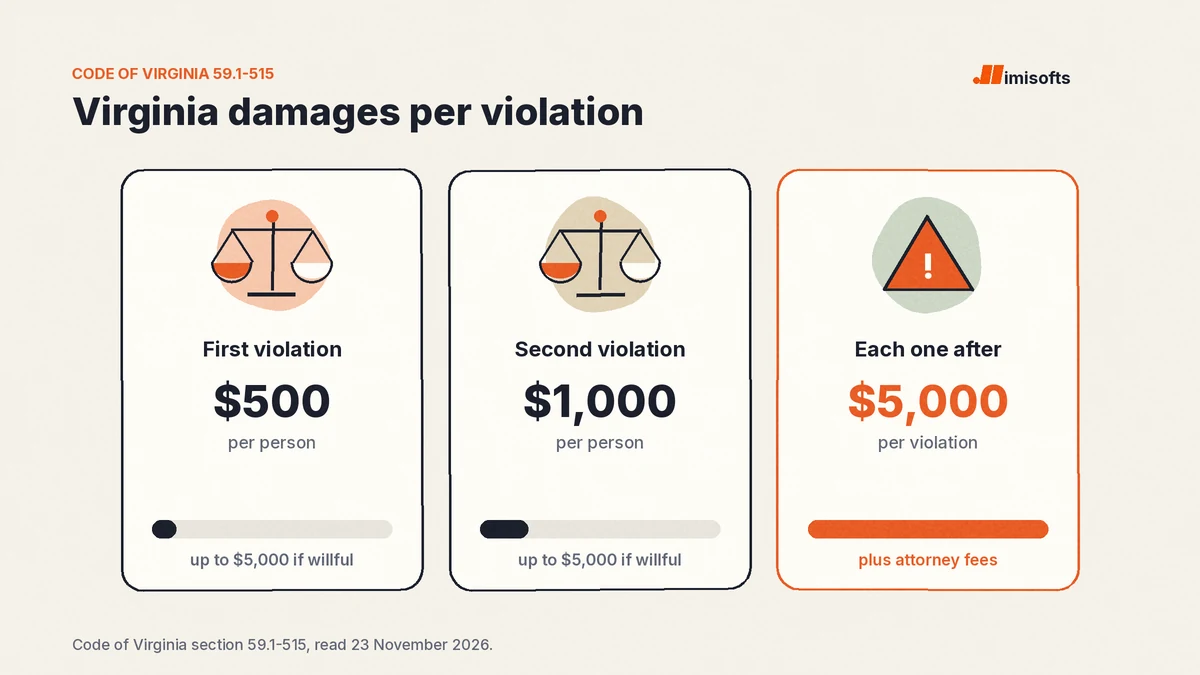 CODE OF VIRGINIA 59.1-515
imisofts
Virginia damages per violation
First violation
$500
per person
up to $5,000 if willful
Second violation
$1,000
per person
up to $5,000 if willful
!
Each one after
$5,000
per violation
plus attorney fees
Code of Virginia section 59.1-515, read 23 November 2026.